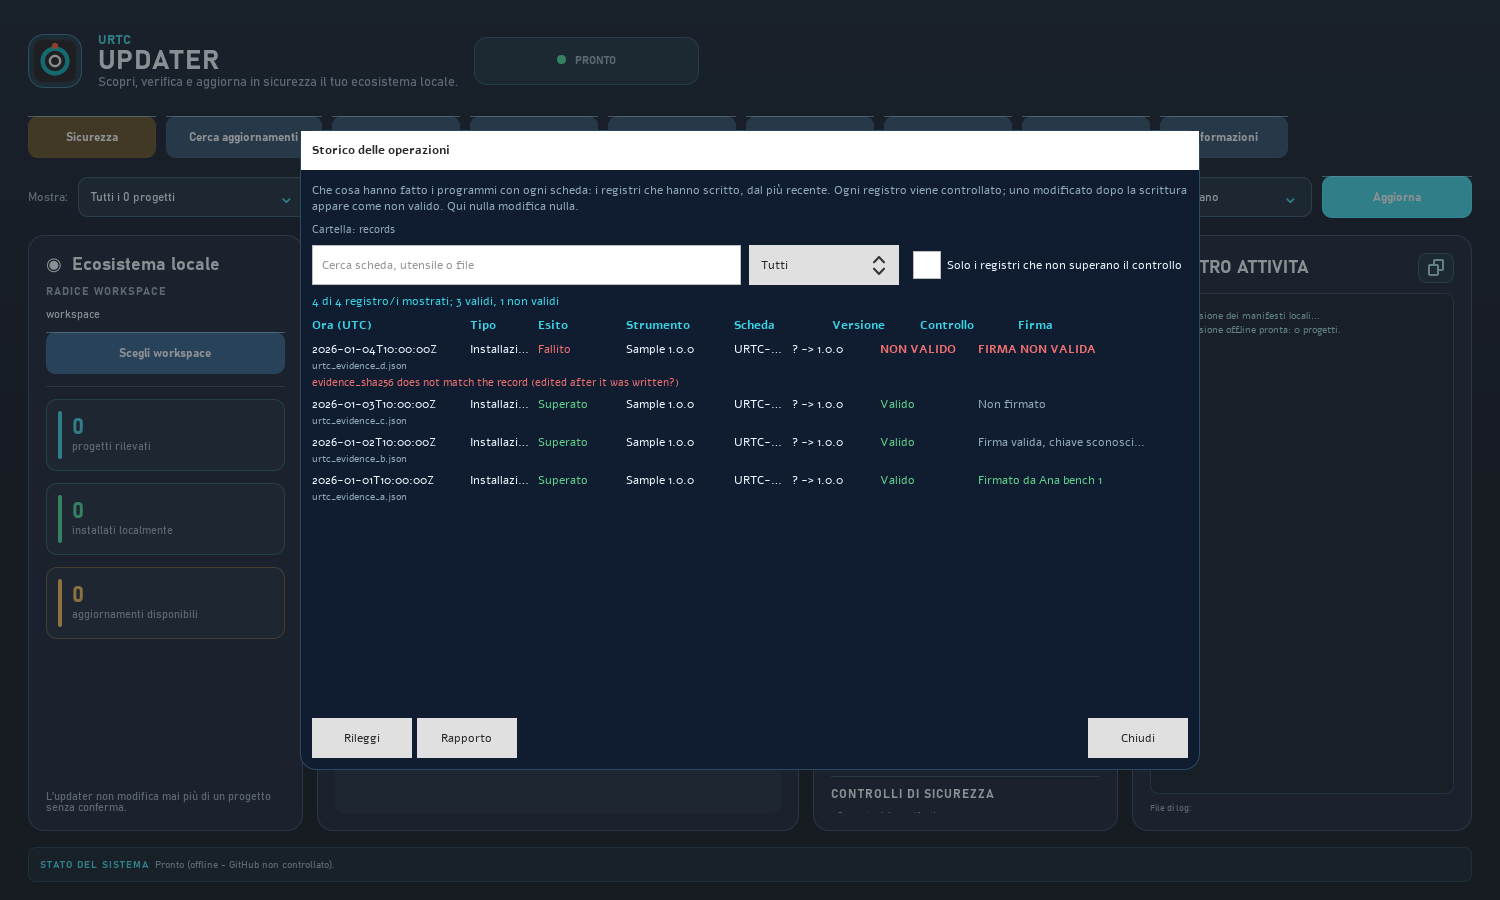 URTC
UPDATER
Scopri, verifica e aggiorna in sicurezza il tuo ecosistema locale.
PRONTO
Sicurezza
Cerca aggiornamenti
formazioni
Mostra:
Tutti i 0 progetti
ano
Aggiorna
Storico delle operazioni
Che cosa hanno fatto i programmi con ogni scheda: i registri che hanno scritto, dal più recente. Ogni registro viene controllato; uno modificato dopo la scrittura
appare come non valido. Qui nulla modifica nulla.
Cartella: records
Cerca scheda, utensile o file
Tutti
Solo i registri che non superano il controllo
4 di 4 registro/i mostrati; 3 validi, 1 non validi
Ora (UTC) Tipo Esito Strumento Scheda Versione Controllo Firma
2026-01-04T10:00:00Z Installazi... Fallito Sample 1.0.0 URTC-... ? -> 1.0.0 NON VALIDO FIRMA NON VALIDA
urtc_evidence_d.json
evidence_sha256 does not match the record (edited after it was written?)
2026-01-03T10:00:00Z Installazi... Superato Sample 1.0.0 URTC-... ? -> 1.0.0 Valido Non firmato
urtc_evidence_c.json
2026-01-02T10:00:00Z Installazi... Superato Sample 1.0.0 URTC-... ? -> 1.0.0 Valido Firma valida, chiave sconosci...
urtc_evidence_b.json
2026-01-01T10:00:00Z Installazi... Superato Sample 1.0.0 URTC-... ? -> 1.0.0 Valido Firmato da Ana bench 1
urtc_evidence_a.json
Rileggi
Rapporto
Chiudi
Ecosistema locale
RADICE WORKSPACE
workspace
Scegli workspace
0
progetti rilevati
0
installati localmente
0
aggiornamenti disponibili
L'updater non modifica mai più di un progetto
senza conferma.
CONTROLLI DI SICUREZZA
TRO ATTIVITA
sione dei manifesti locali...
sione offline pronta: 0 progetti.
File di log:
STATO DEL SISTEMA Pronto (offline - GitHub non controllato).